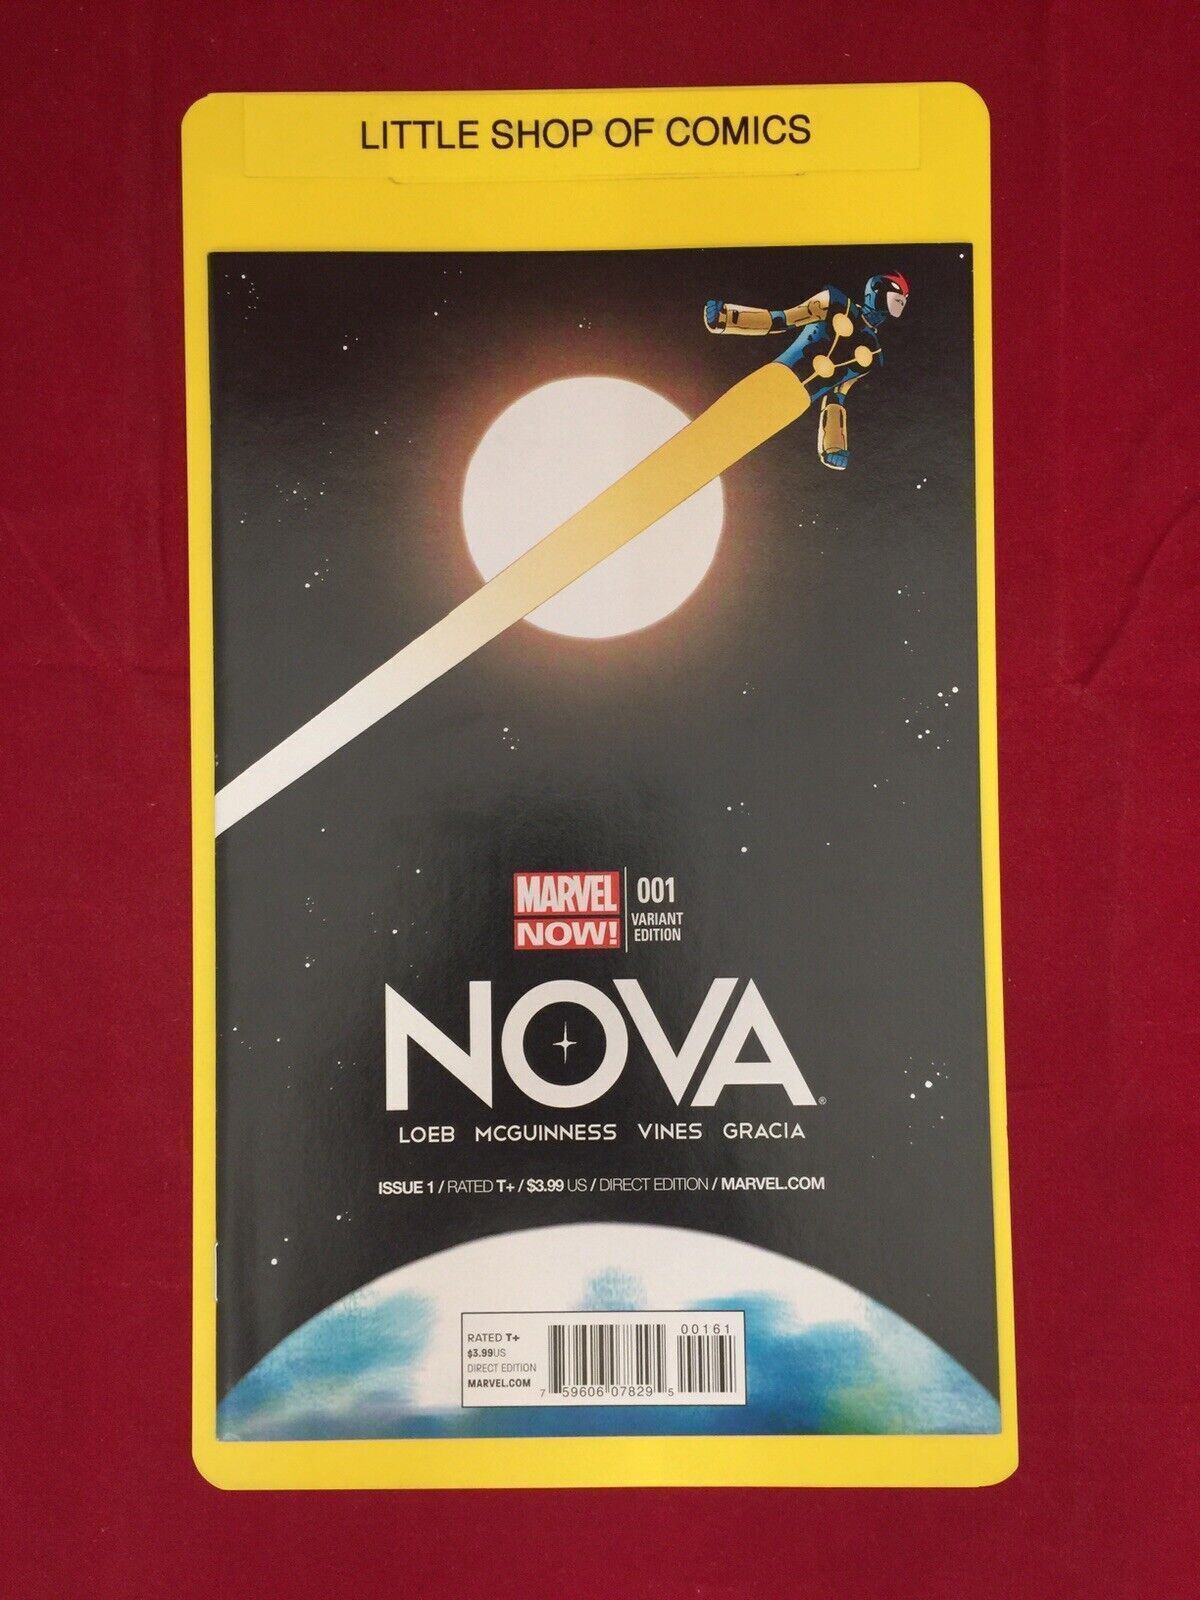 LITTLE SHOP OF COMICS
MARVEL
NOW!
001
VARIANT
EDITION
NOVA®
LOEB MCGUINNESS VINES GRACIA
ISSUE 1 / RATED T+ / $3.99 US / DIRECT EDITION / MARVEL.COM
RATED T+
$3.99US
DIRECT EDITION
MARVEL.COM
00161
7 59606 07829 5